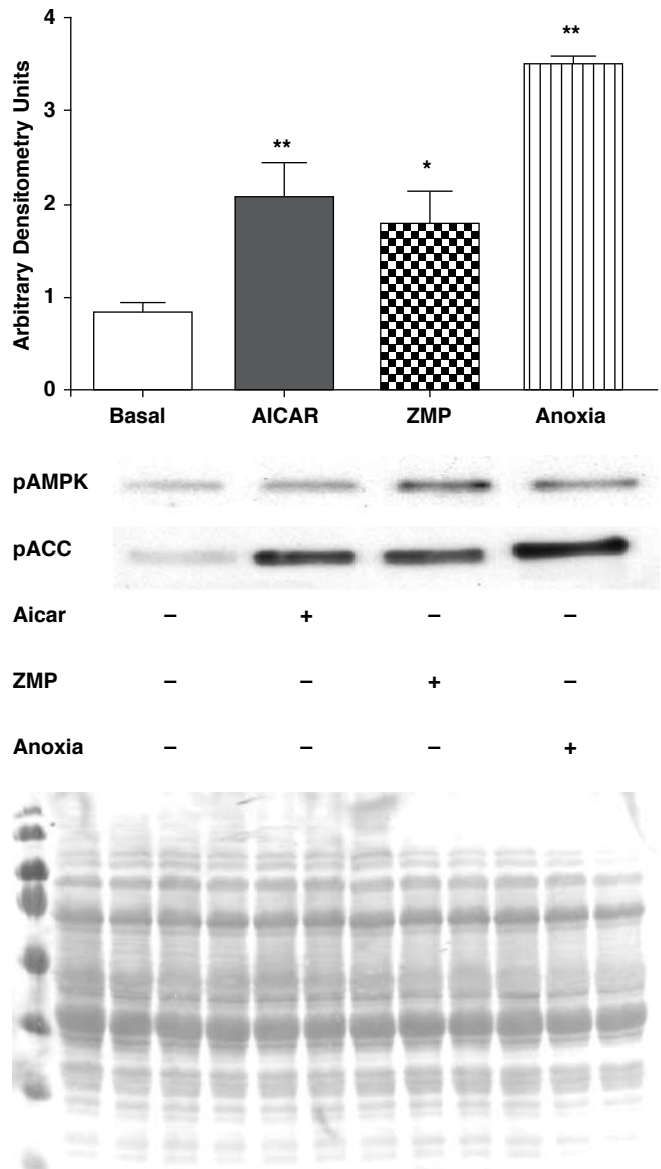 Arbitrary Densitometry Units
4
3
2
1
0
**
*
**
Basal AICAR ZMP Anoxia
pAMPK
pACC
Aicar – + – –
ZMP – – + –
Anoxia – – – +